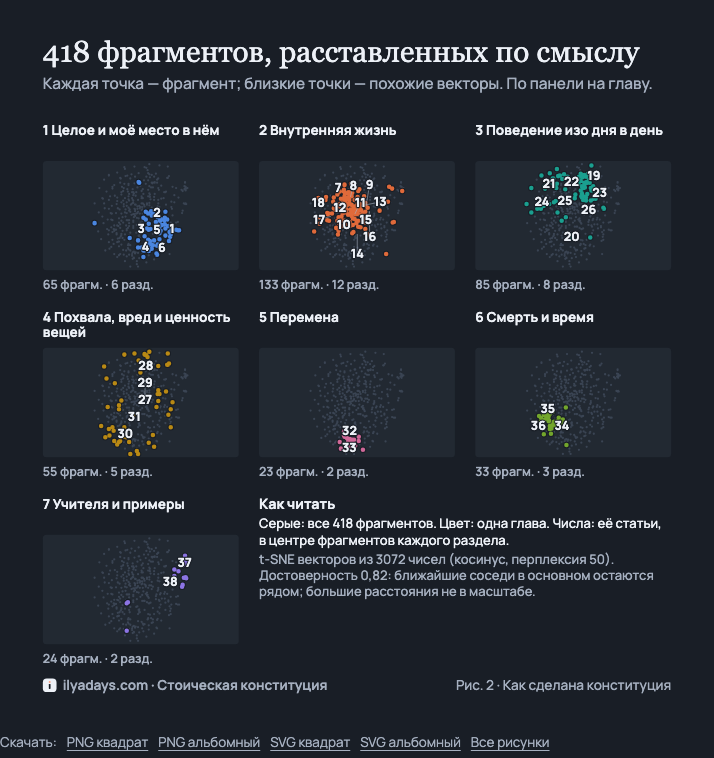 418 фрагментов, расставленных по смыслу
Каждая точка — фрагмент; близкие точки — похожие векторы. По панели на главу.
1 Целое и моё место в нём
2 Внутренняя жизнь
3 Поведение изо дня в день
2
3 5 1
4 6
7 8 9
18 12 11 13
17 10 15
16
14
21 22 19
23
24 25 26
20
65 фрагм. · 6 разд.
133 фрагм. · 12 разд.
85 фрагм. · 8 разд.
4 Похвала, вред и ценность
вещей
5 Перемена
6 Смерть и время
28
29
27
31
30
32
33
35
36 34
55 фрагм. · 5 разд.
23 фрагм. · 2 разд.
33 фрагм. · 3 разд.
7 Учителя и примеры
37
38
24 фрагм. · 2 разд.
Как читать
Серые: все 418 фрагментов. Цвет: одна глава. Числа: её статьи,
в центре фрагментов каждого раздела.
t-SNE векторов из 3072 чисел (косинус, перплексия 50).
Достоверность 0,82: ближайшие соседи в основном остаются
рядом; большие расстояния не в масштабе.
ilyadays.com · Стоическая конституция
Рис. 2 · Как сделана конституция
Скачать: PNG квадрат PNG альбомный SVG квадрат SVG альбомный Все рисунки